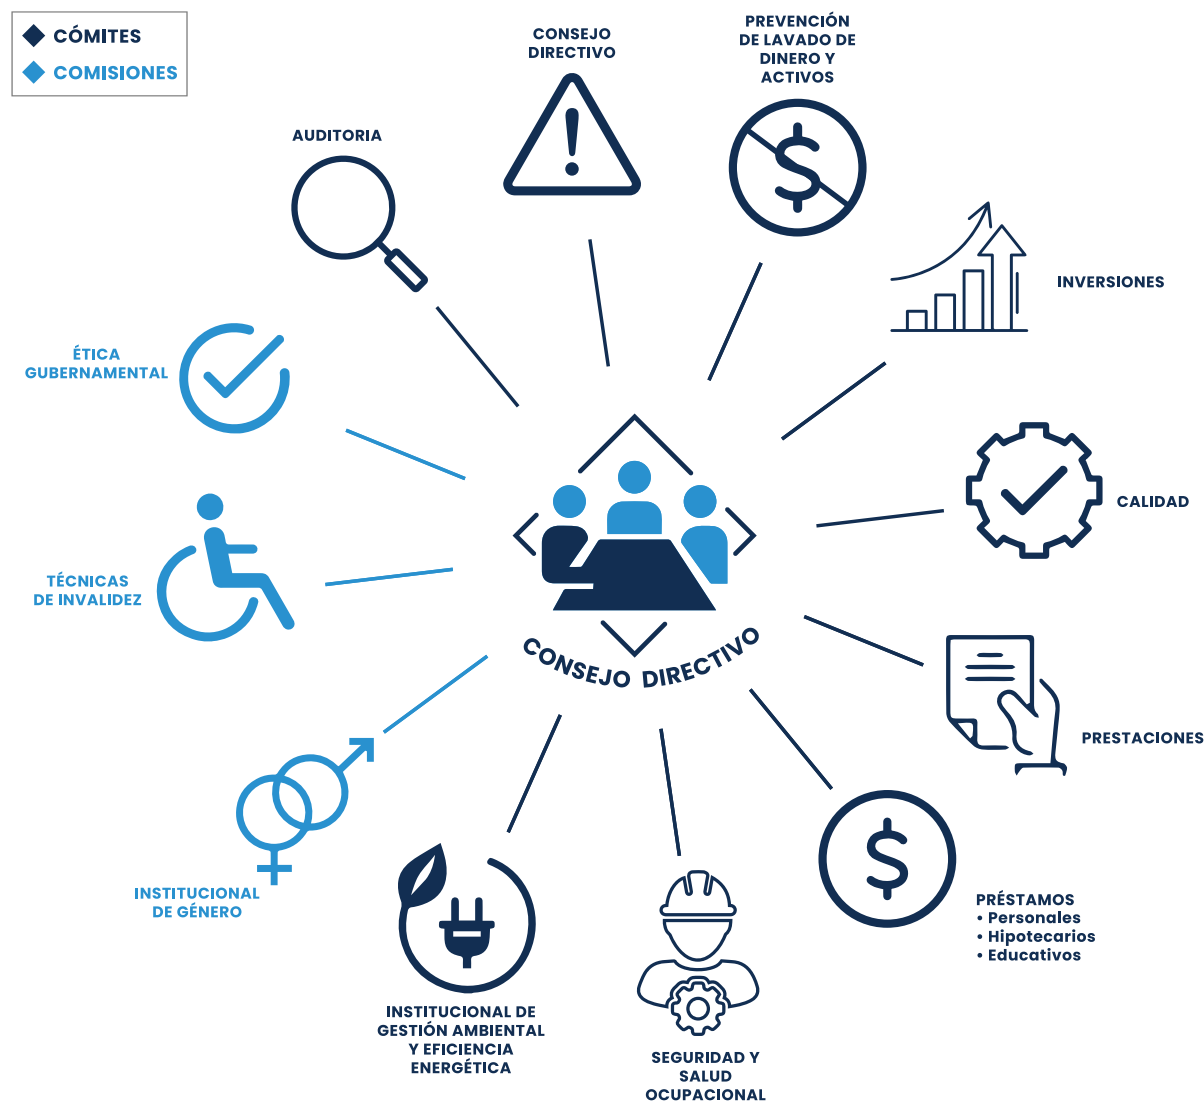 CÓMITES
COMISIONES
CONSEJO
DIRECTIVO
PREVENCIÓN
DE LAVADO DE
DINERO Y
ACTIVOS
AUDITORIA
INVERSIONES
ÉTICA
GUBERNAMENTAL
CALIDAD
TÉCNICAS
DE INVALIDEZ
CONSEJO DIRECTIVO
PRESTACIONES
INSTITUCIONAL
DE GÉNERO
PRÉSTAMOS
• Personales
• Hipotecarios
• Educativos
INSTITUCIONAL DE
GESTIÓN AMBIENTAL
Y EFICIENCIA
ENERGÉTICA
SEGURIDAD Y
SALUD
OCUPACIONAL